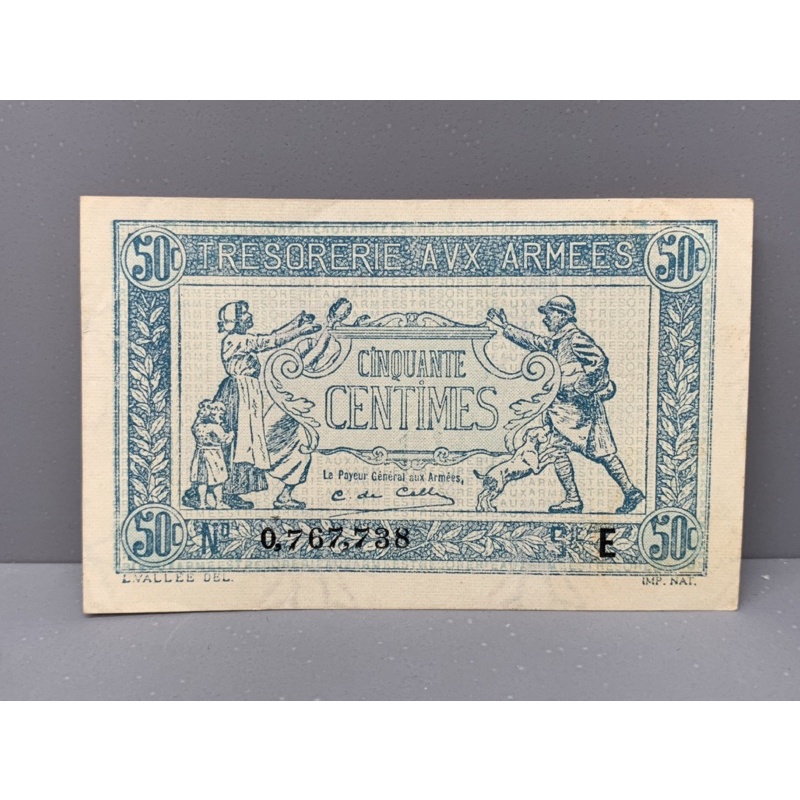 50c TRESORERIE AVX ARMEES 50c
CINQUANTE
CENTIMES
Le Payeur Général aux Armées,
50c No 0,767,738 E 50c
L.VALLEE DEL. IMP. NAT.